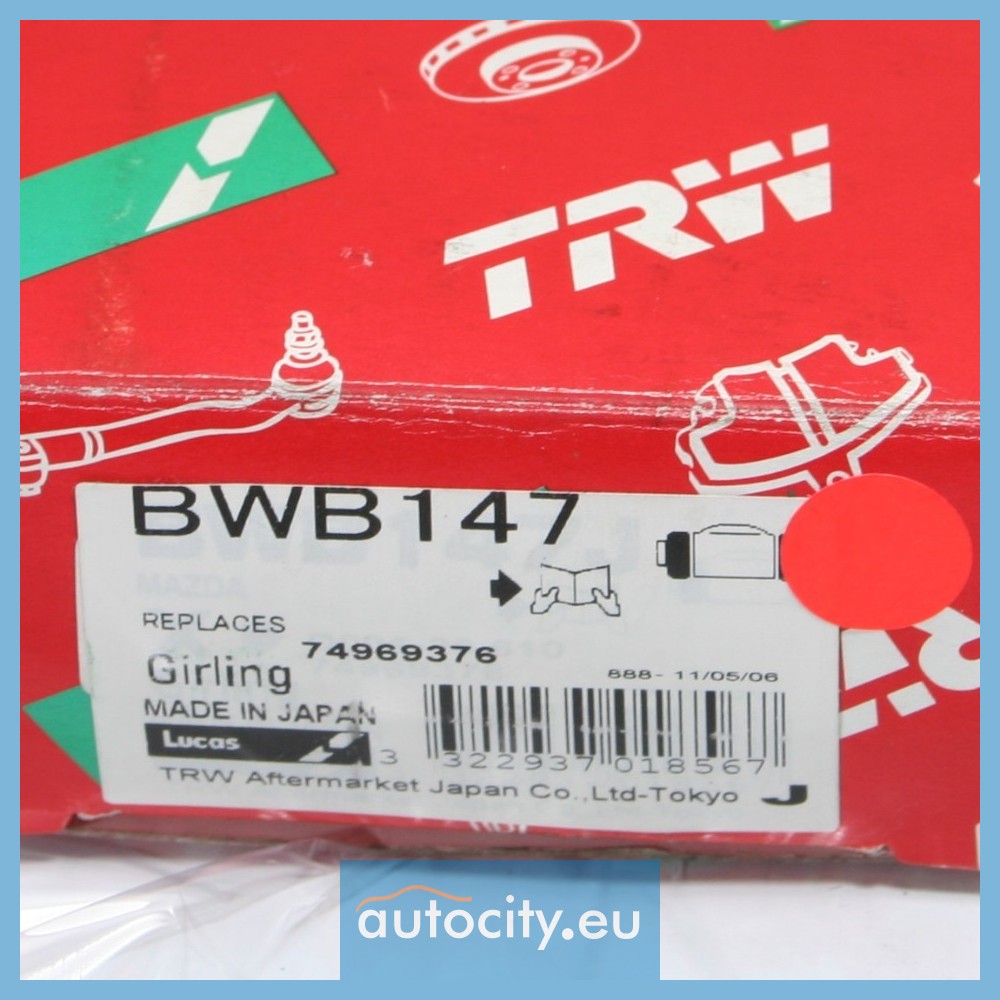 TRW
BWB147
MAZDA
REPLACES
74969376
Girling
888- 11/05/06
MADE IN JAPAN
Lucas
3 322937 018567
TRW Aftermarket Japan Co.,Ltd-Tokyo J
autocity.eu